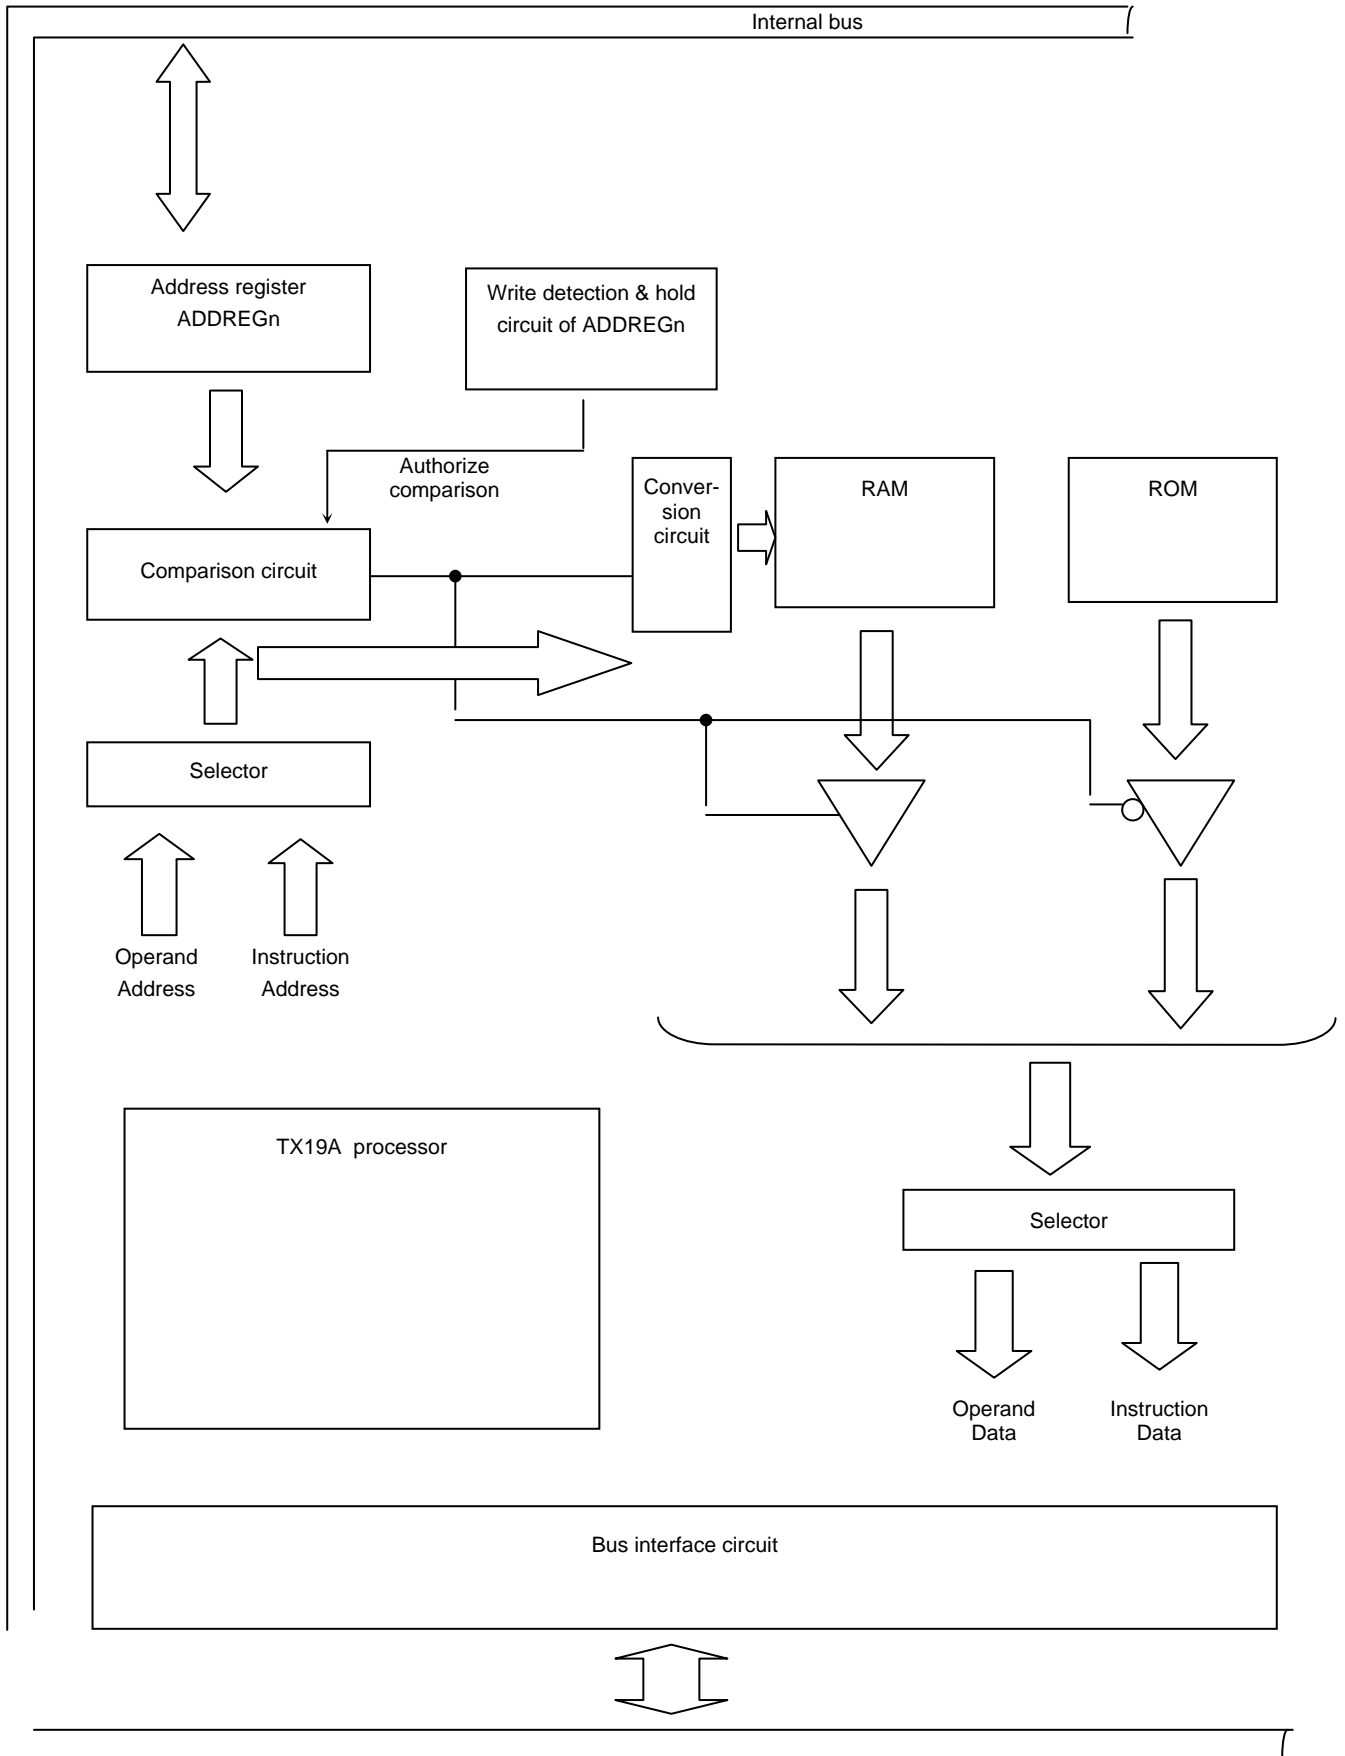 Internal bus
Address register
ADDREGn
Write detection & hold
circuit of ADDREGn
Authorize
comparison
Conver-
sion
circuit
RAM
ROM
Comparison circuit
Selector
Operand
Address
Instruction
Address
TX19A processor
Selector
Operand
Data
Instruction
Data
Bus interface circuit